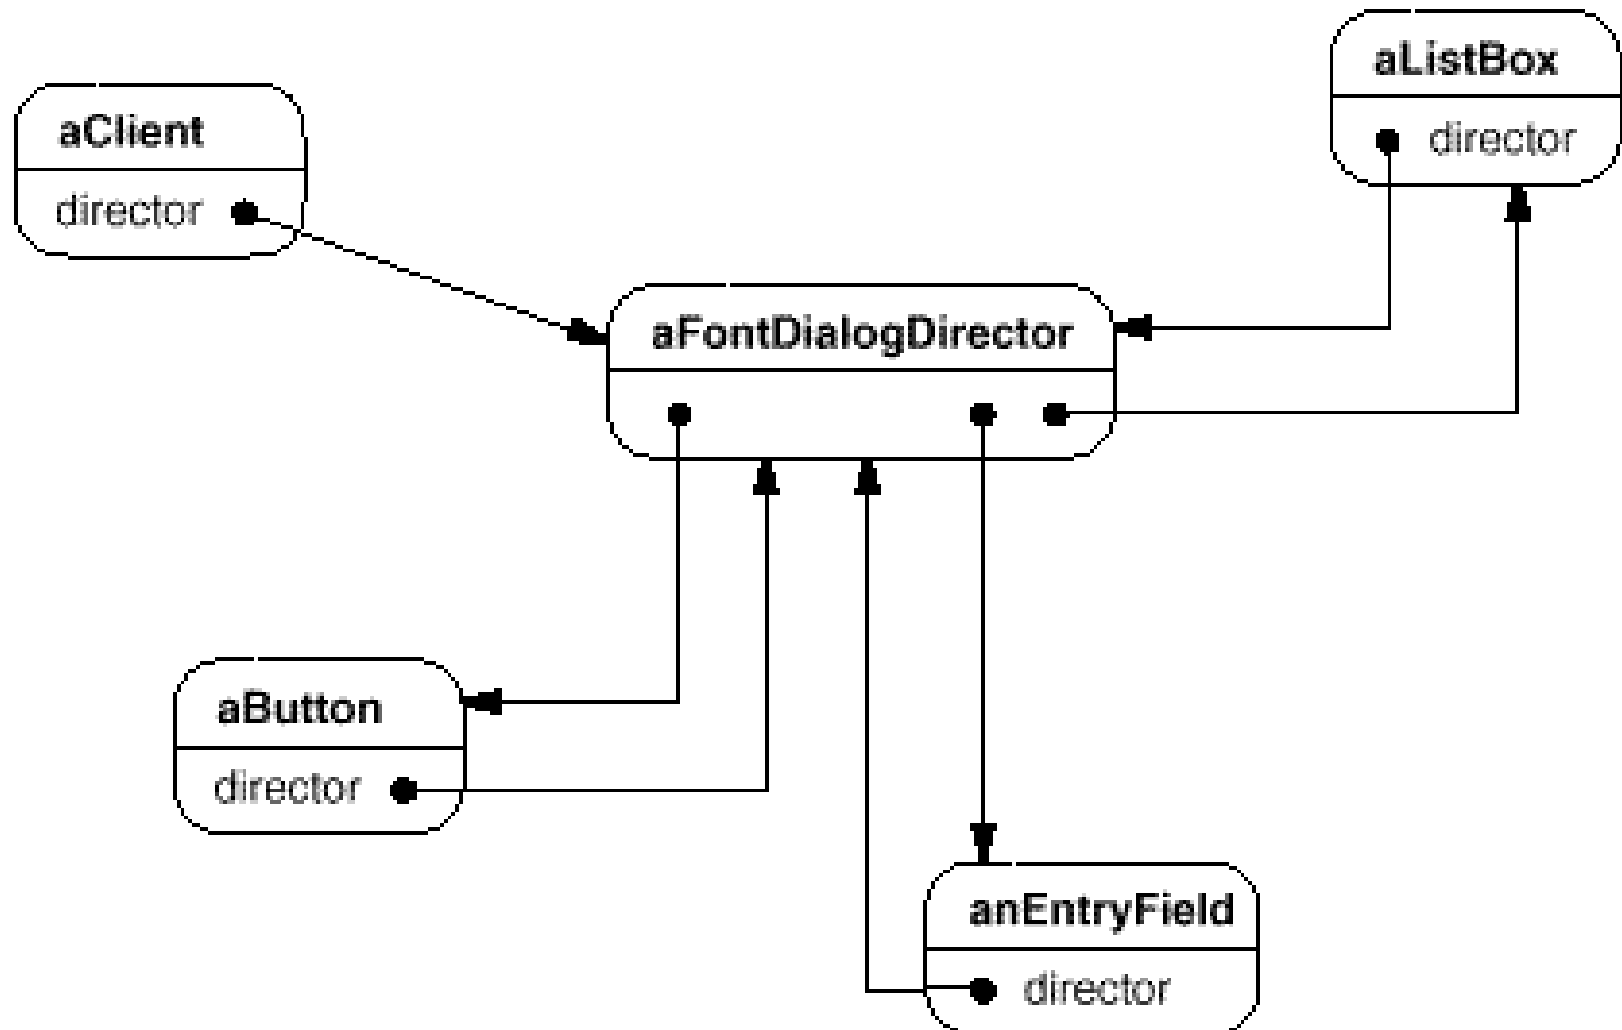 aListBox
director
aClient
director
aFontDialogDirector
aButton
director
anEntryField
director